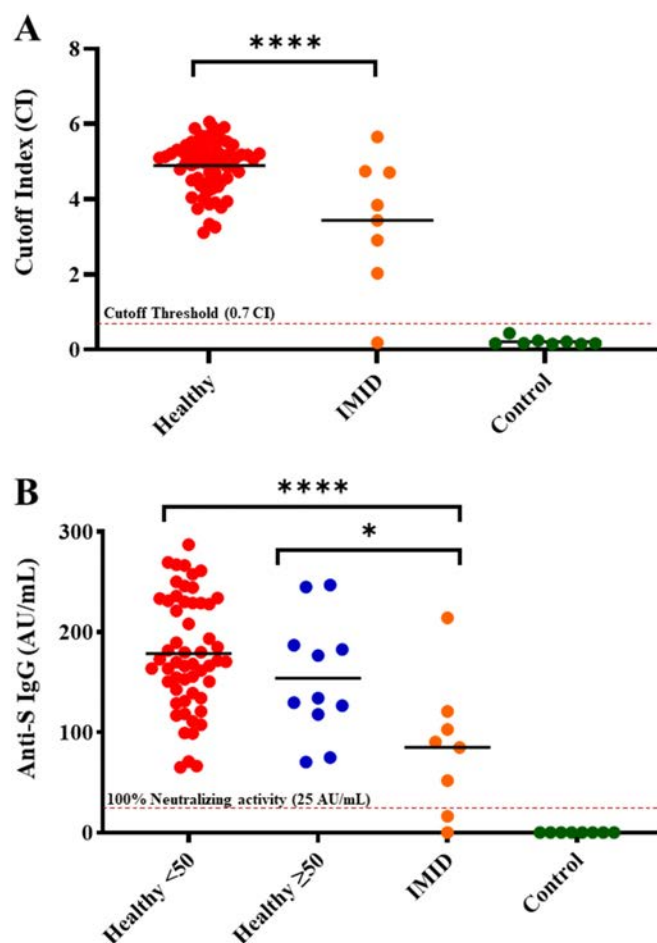 A
****
8
6
4
2
0
Cutoff Index (CI)
Cutoff Threshold (0.7 CI)
Healthy
IMID
Control
B
****
*
300
200
100
0
Anti-S IgG (AU/mL)
100% Neutralizing activity (25 AU/mL)
Healthy <50
Healthy ≥50
IMID
Control